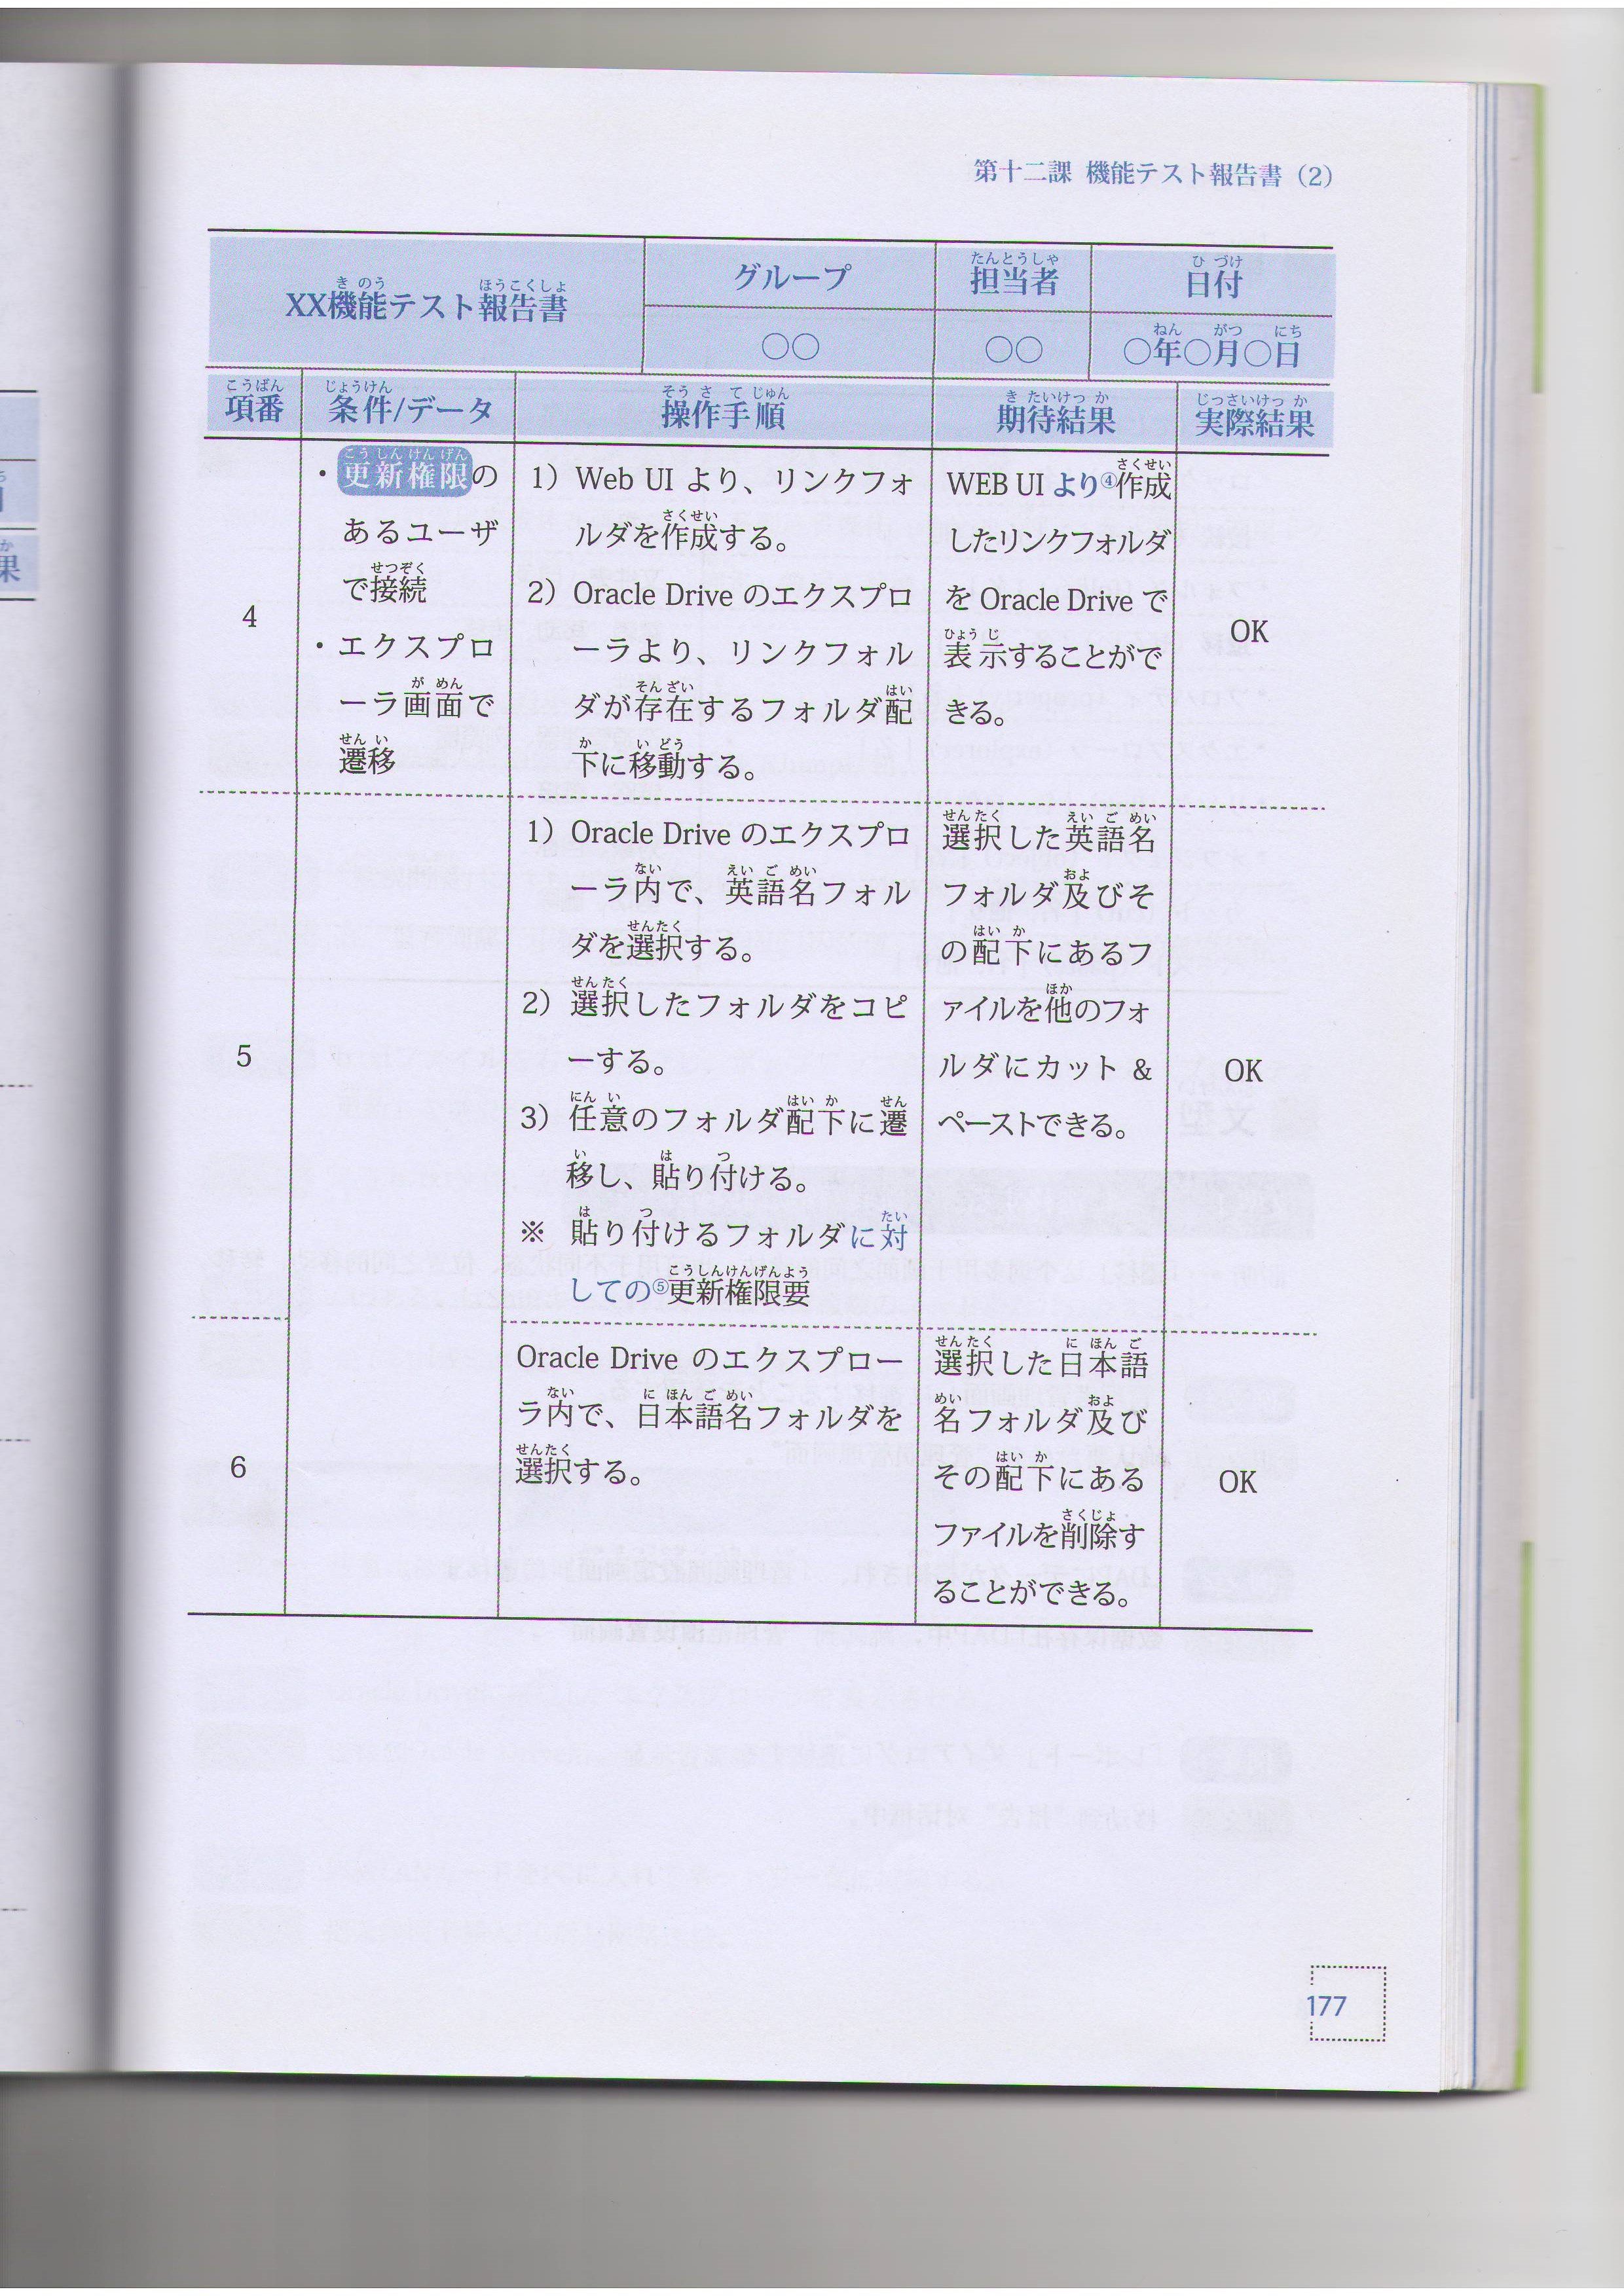 第十二課 機能テスト報告書（2）
XX機能テスト報告書
グループ
担当者
日付
○○
○○
○年○月○日
項番
条件/データ
操作手順
期待結果
実際結果
4
・更新権限の
あるユーザ
で接続
・エクスプロ
ーラ画面で
遷移
1）Web UI より、リンクフォ
ルダを作成する。
2）Oracle Drive のエクスプロ
ーラより、リンクフォル
ダが存在するフォルダ配
下に移動する。
WEB UI より④作成
したリンクフォルダ
を Oracle Drive で
表示することがで
きる。
OK
5
1）Oracle Drive のエクスプロ
ーラ内で、英語名フォル
ダを選択する。
2）選択したフォルダをコピ
ーする。
3）任意のフォルダ配下に遷
移し、貼り付ける。
※ 貼り付けるフォルダに対
しての⑤更新権限要
選択した英語名
フォルダ及びそ
の配下にあるフ
ァイルを他のフォ
ルダにカット &
ペーストできる。
OK
6
Oracle Drive のエクスプロー
ラ内で、日本語名フォルダを
選択する。
選択した日本語
名フォルダ及び
その配下にある
ファイルを削除す
ることができる。
OK
177